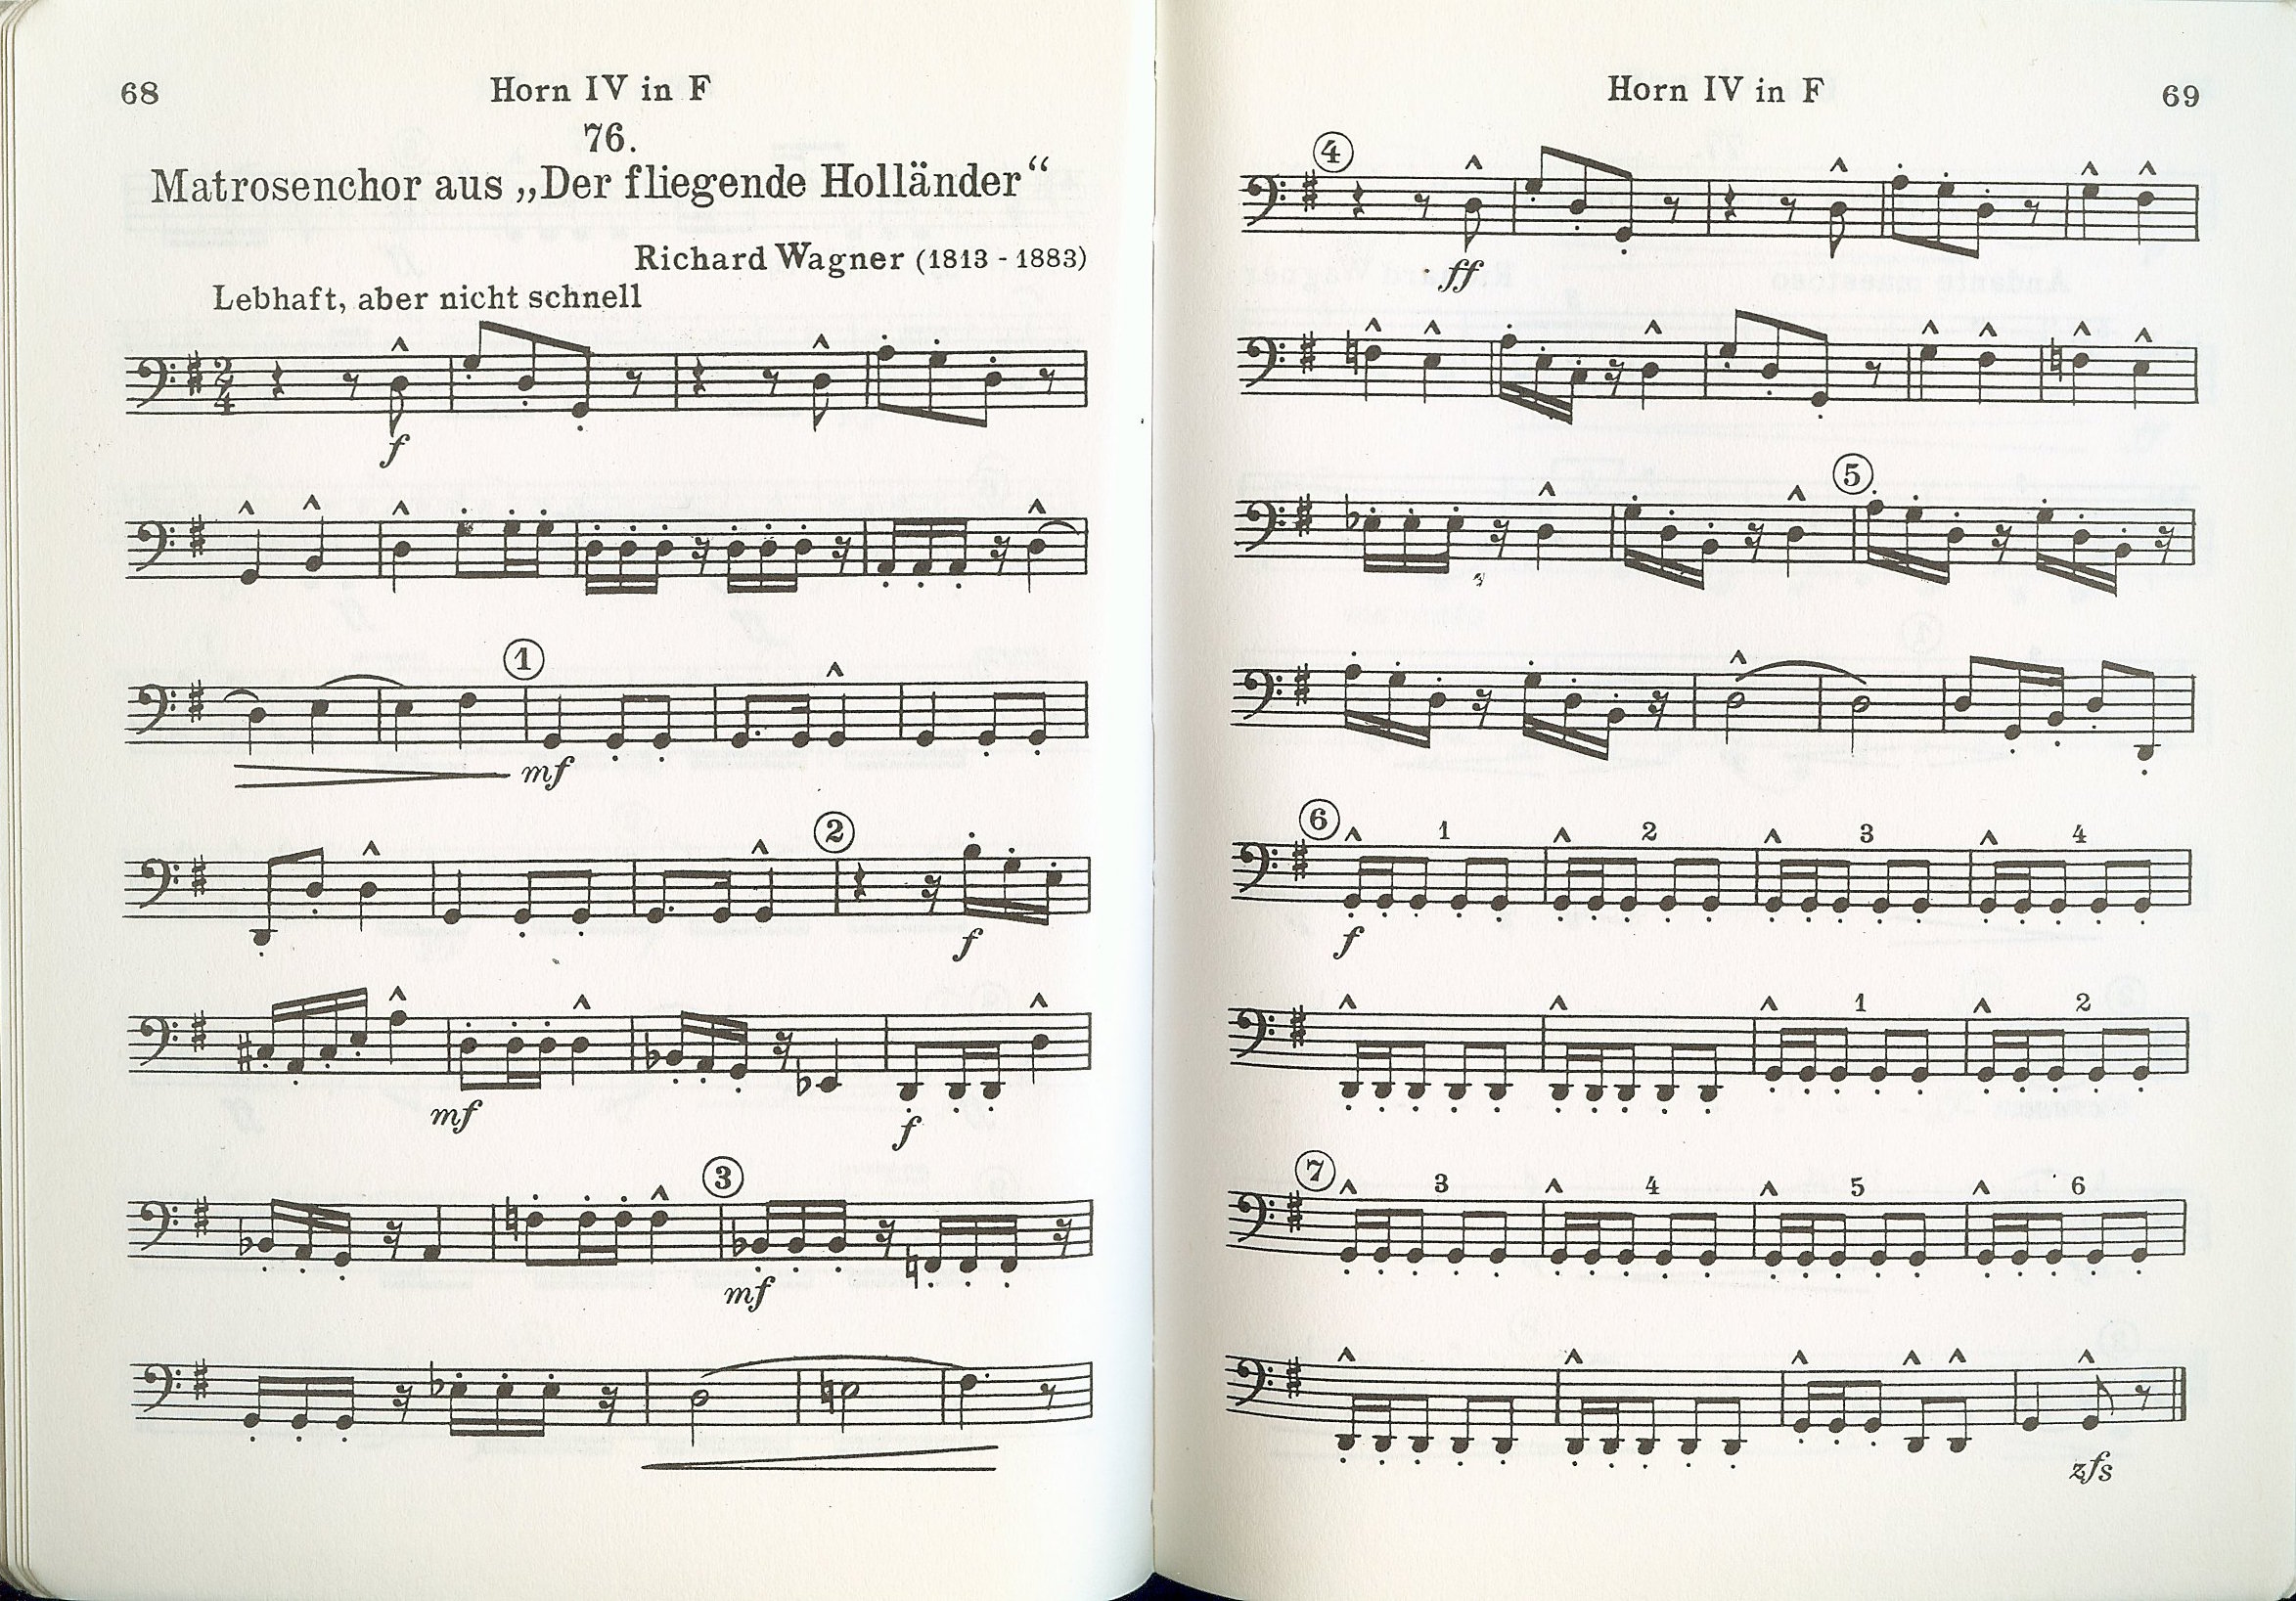 68
Horn IV in F
76.
Matrosenchor aus „Der fliegende Holländer“
Richard Wagner (1813 - 1883)
Lebhaft, aber nicht schnell
2
4
f
1
mf
2
f
mf
f
3
mf
Horn IV in F
69
4
ff
5
6
1 2 3 4
f
1 2
7
3 4 5 6
zfs